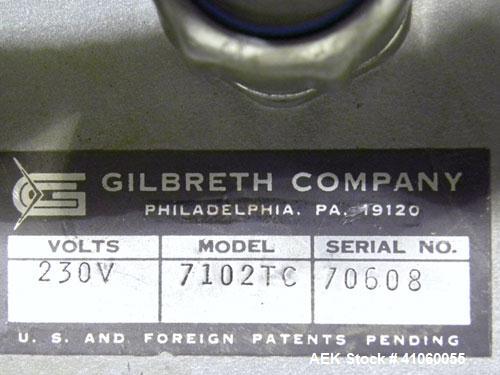 GILBRETH COMPANY
PHILADELPHIA, PA. 19120
VOLTS MODEL SERIAL NO.
230V 7102TC 70608
U. S. AND FOREIGN PATENTS PENDING
AEK Stock # 41060055